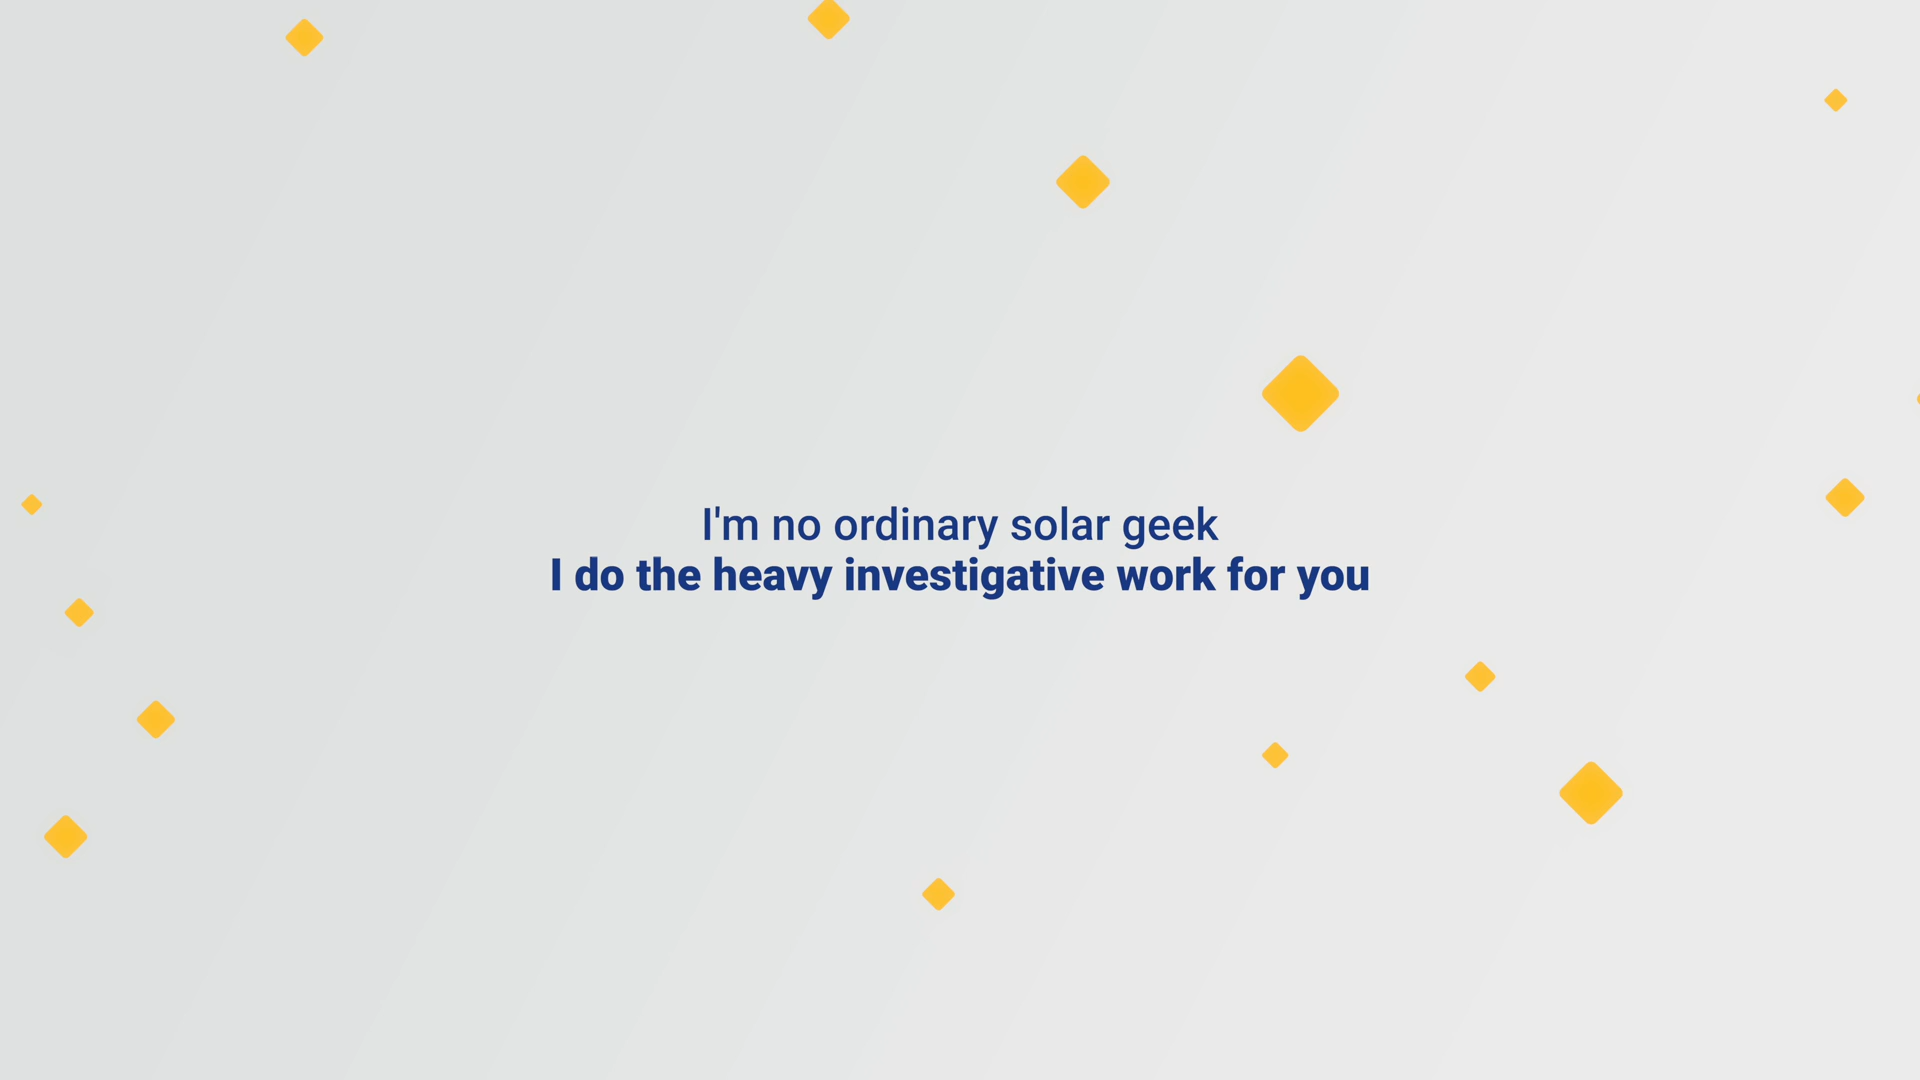 I'm no ordinary solar geek
I do the heavy investigative work for you